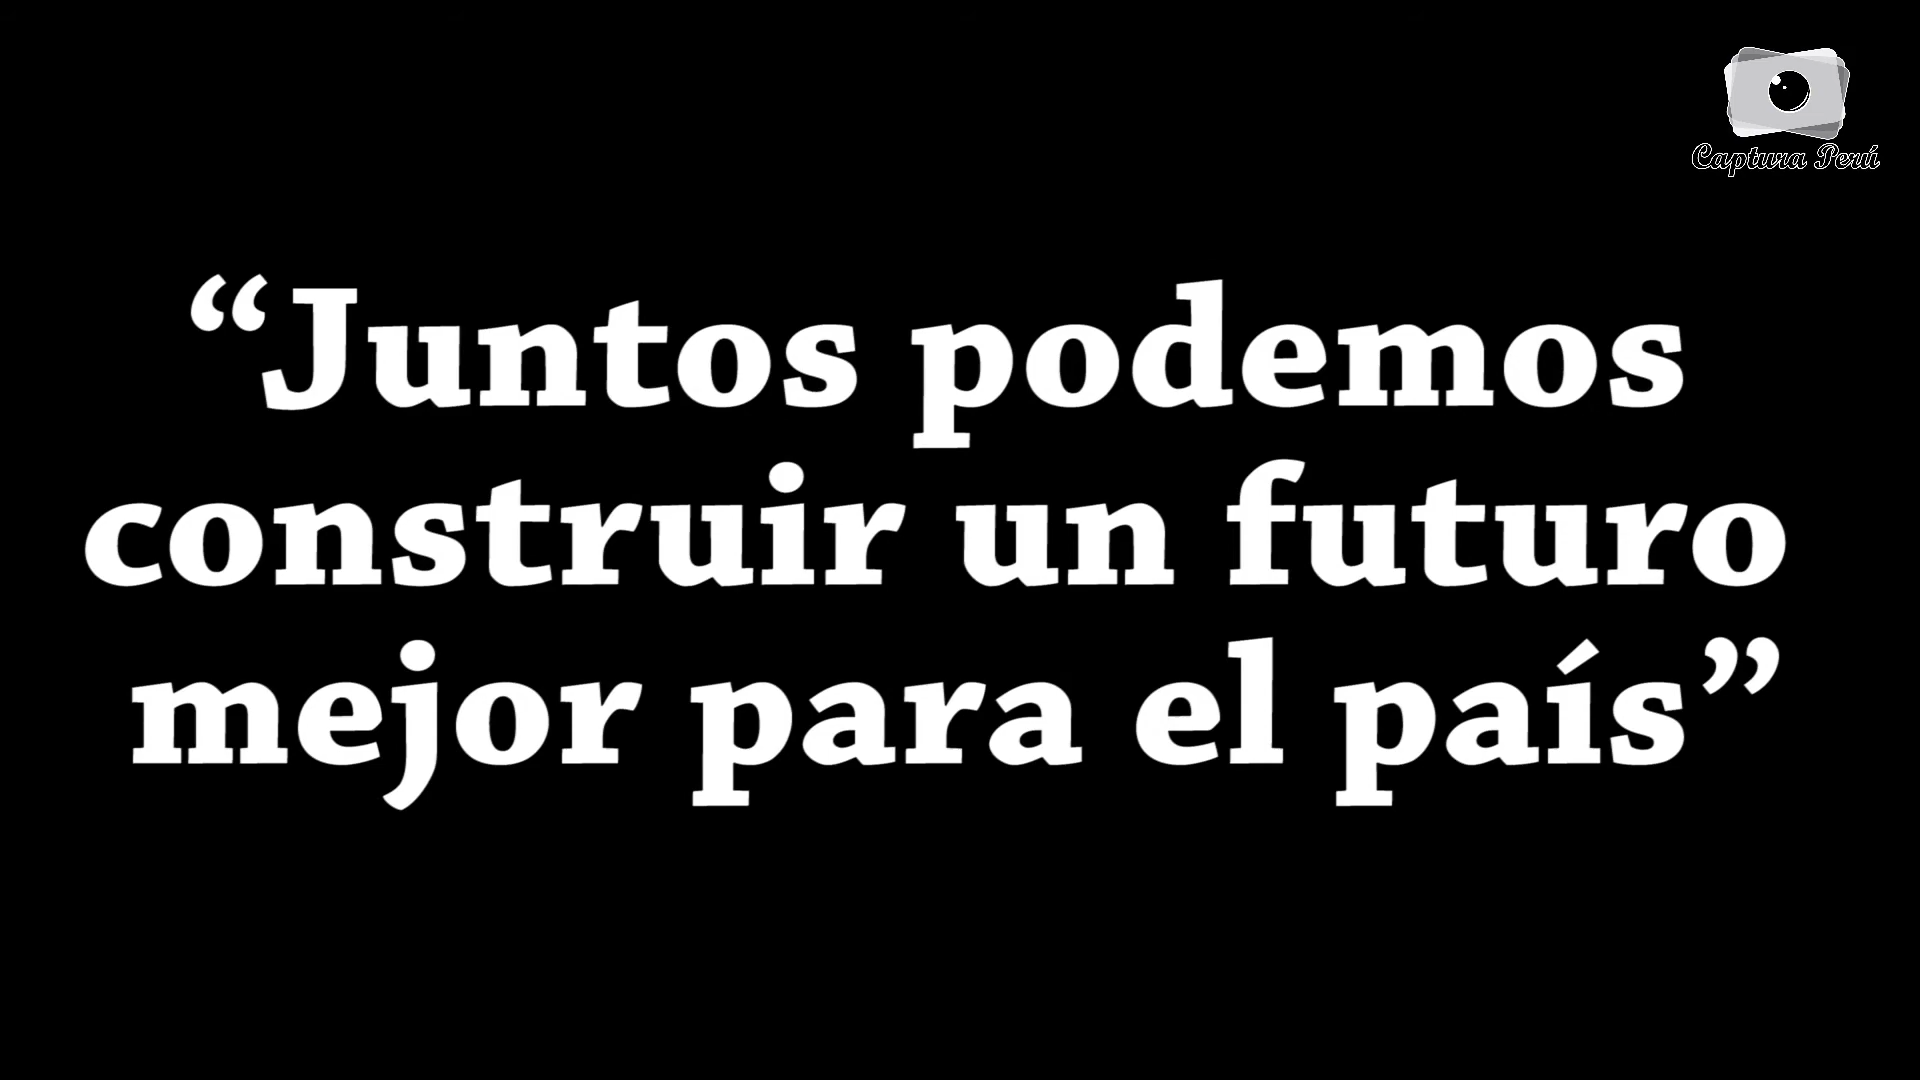 Captura Perú
“Juntos podemos
construir un futuro
mejor para el país”